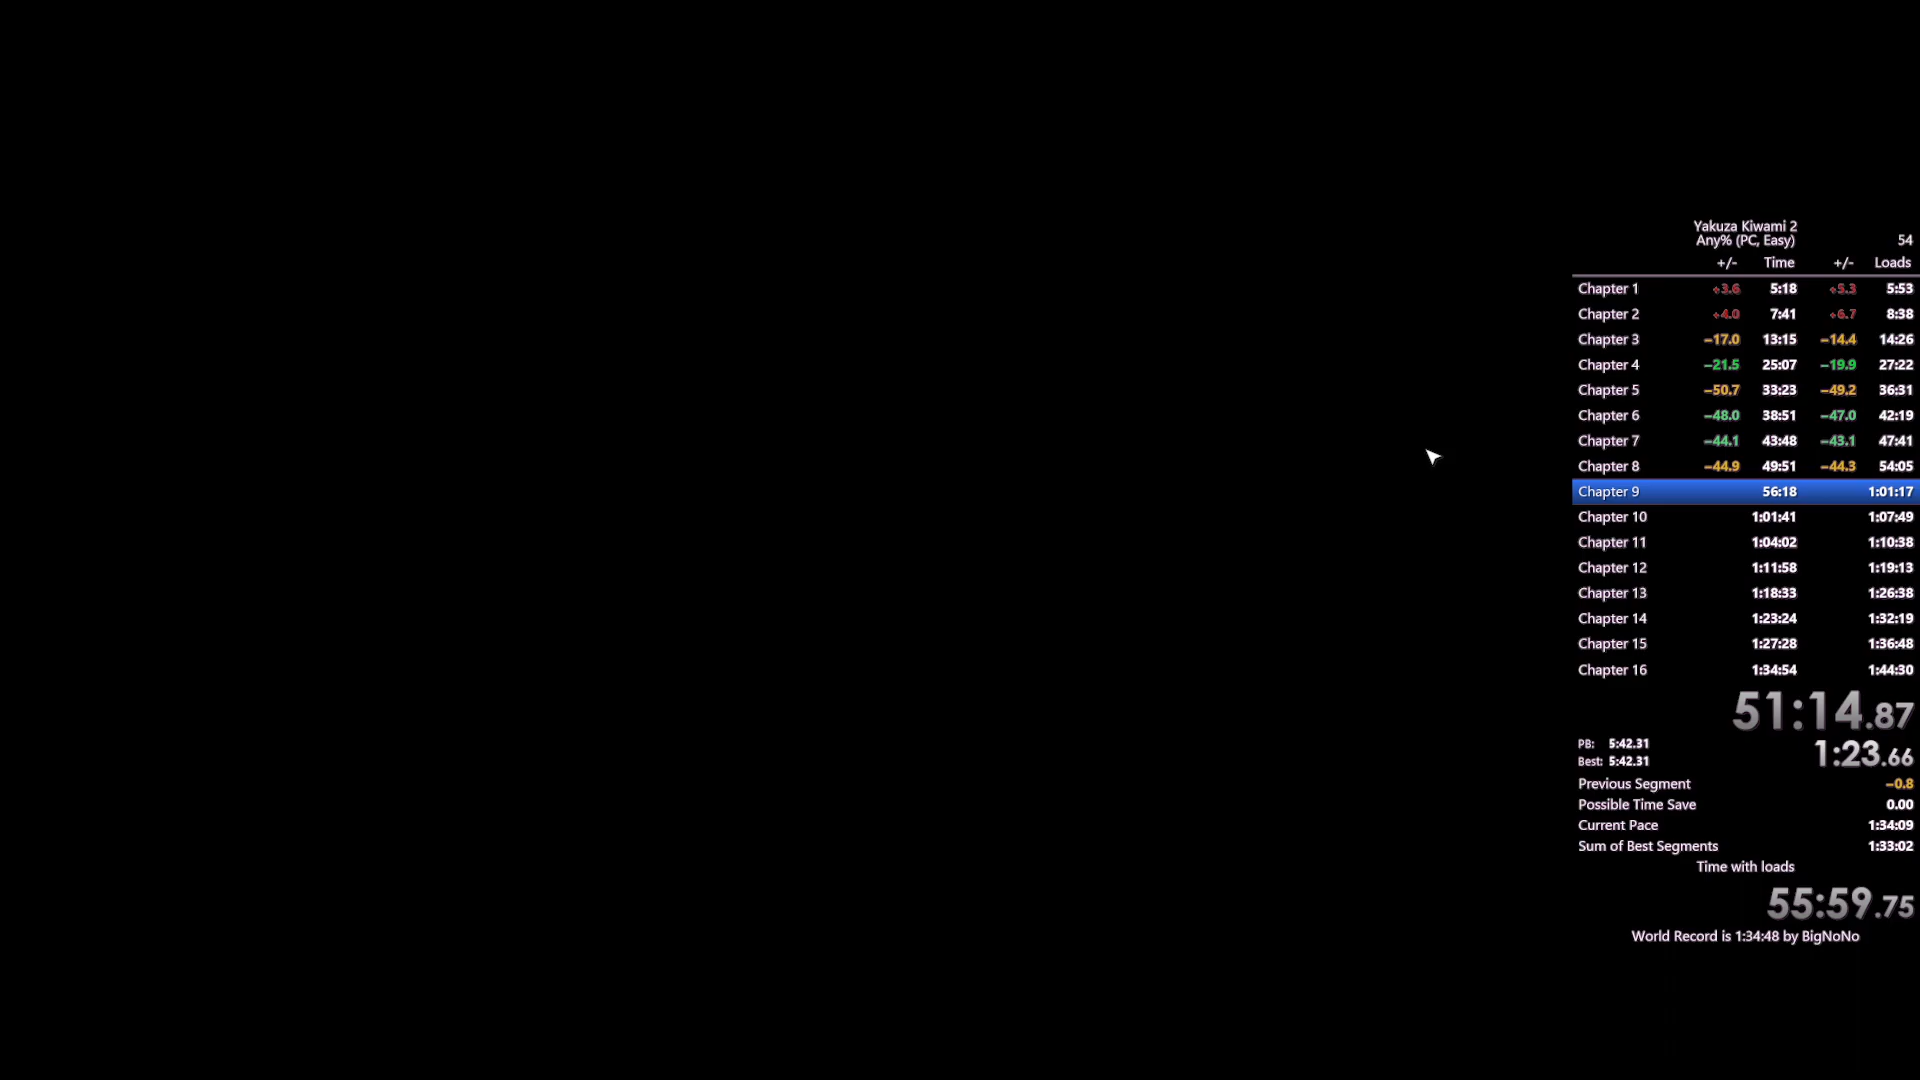 Yakuza Kiwami 2
Any% (PC, Easy) 54
+/- Time +/- Loads
Chapter 1 +3.6 5:18 +5.3 5:53
Chapter 2 +4.0 7:41 +6.7 8:38
Chapter 3 −17.0 13:15 −14.4 14:26
Chapter 4 −21.5 25:07 −19.9 27:22
Chapter 5 −50.7 33:23 −49.2 36:31
Chapter 6 −48.0 38:51 −47.0 42:19
Chapter 7 −44.1 43:48 −43.1 47:41
Chapter 8 −44.9 49:51 −44.3 54:05
Chapter 9 56:18 1:01:17
Chapter 10 1:01:41 1:07:49
Chapter 11 1:04:02 1:10:38
Chapter 12 1:11:58 1:19:13
Chapter 13 1:18:33 1:26:38
Chapter 14 1:23:24 1:32:19
Chapter 15 1:27:28 1:36:48
Chapter 16 1:34:54 1:44:30
51:14.87
PB: 5:42.31
1:23.66
Best: 5:42.31
Previous Segment −0.8
Possible Time Save 0.00
Current Pace 1:34:09
Sum of Best Segments 1:33:02
Time with loads
55:59.75
World Record is 1:34:48 by BigNoNo